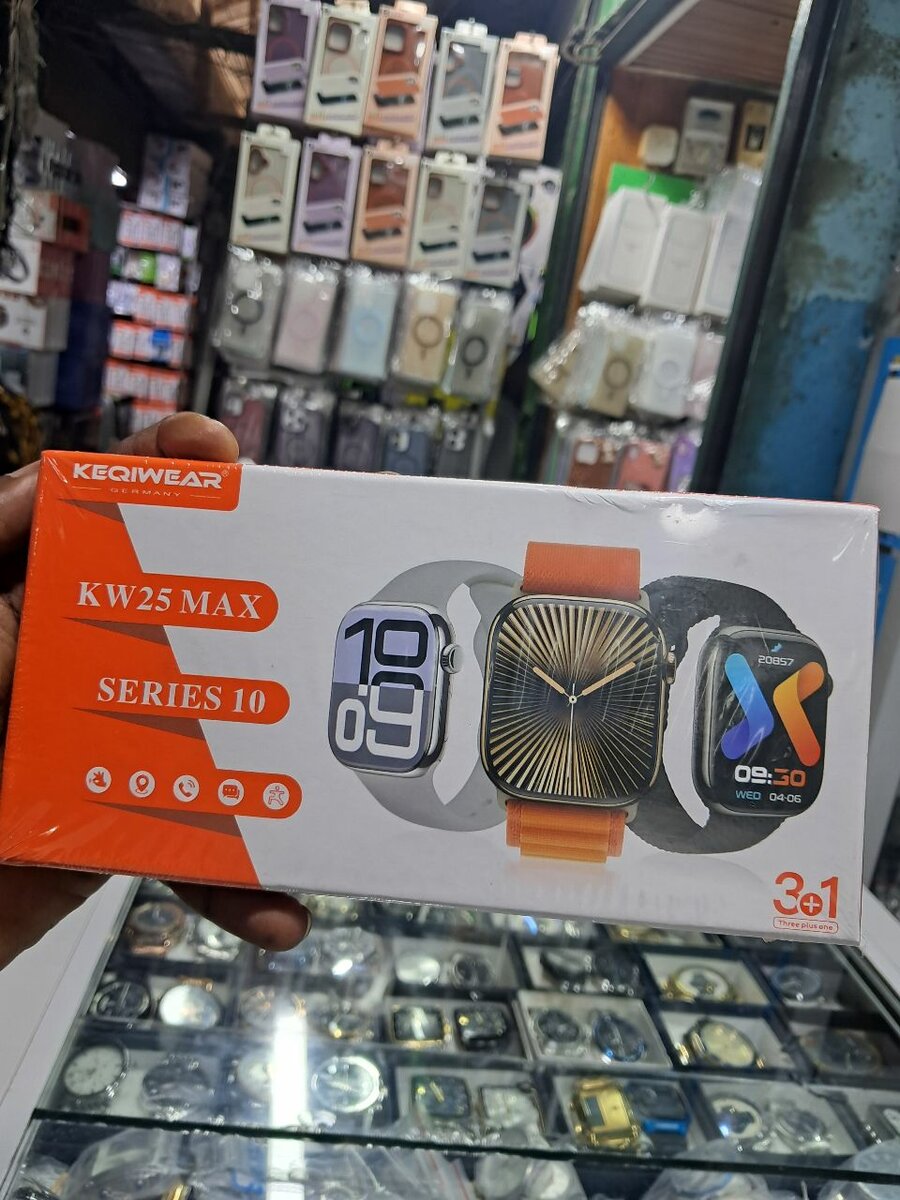 KEQIWEAR®
GERMANY
KW25 MAX
SERIES 10
10
09
20857
09:30
WED 04-06
3+1
Three plus one